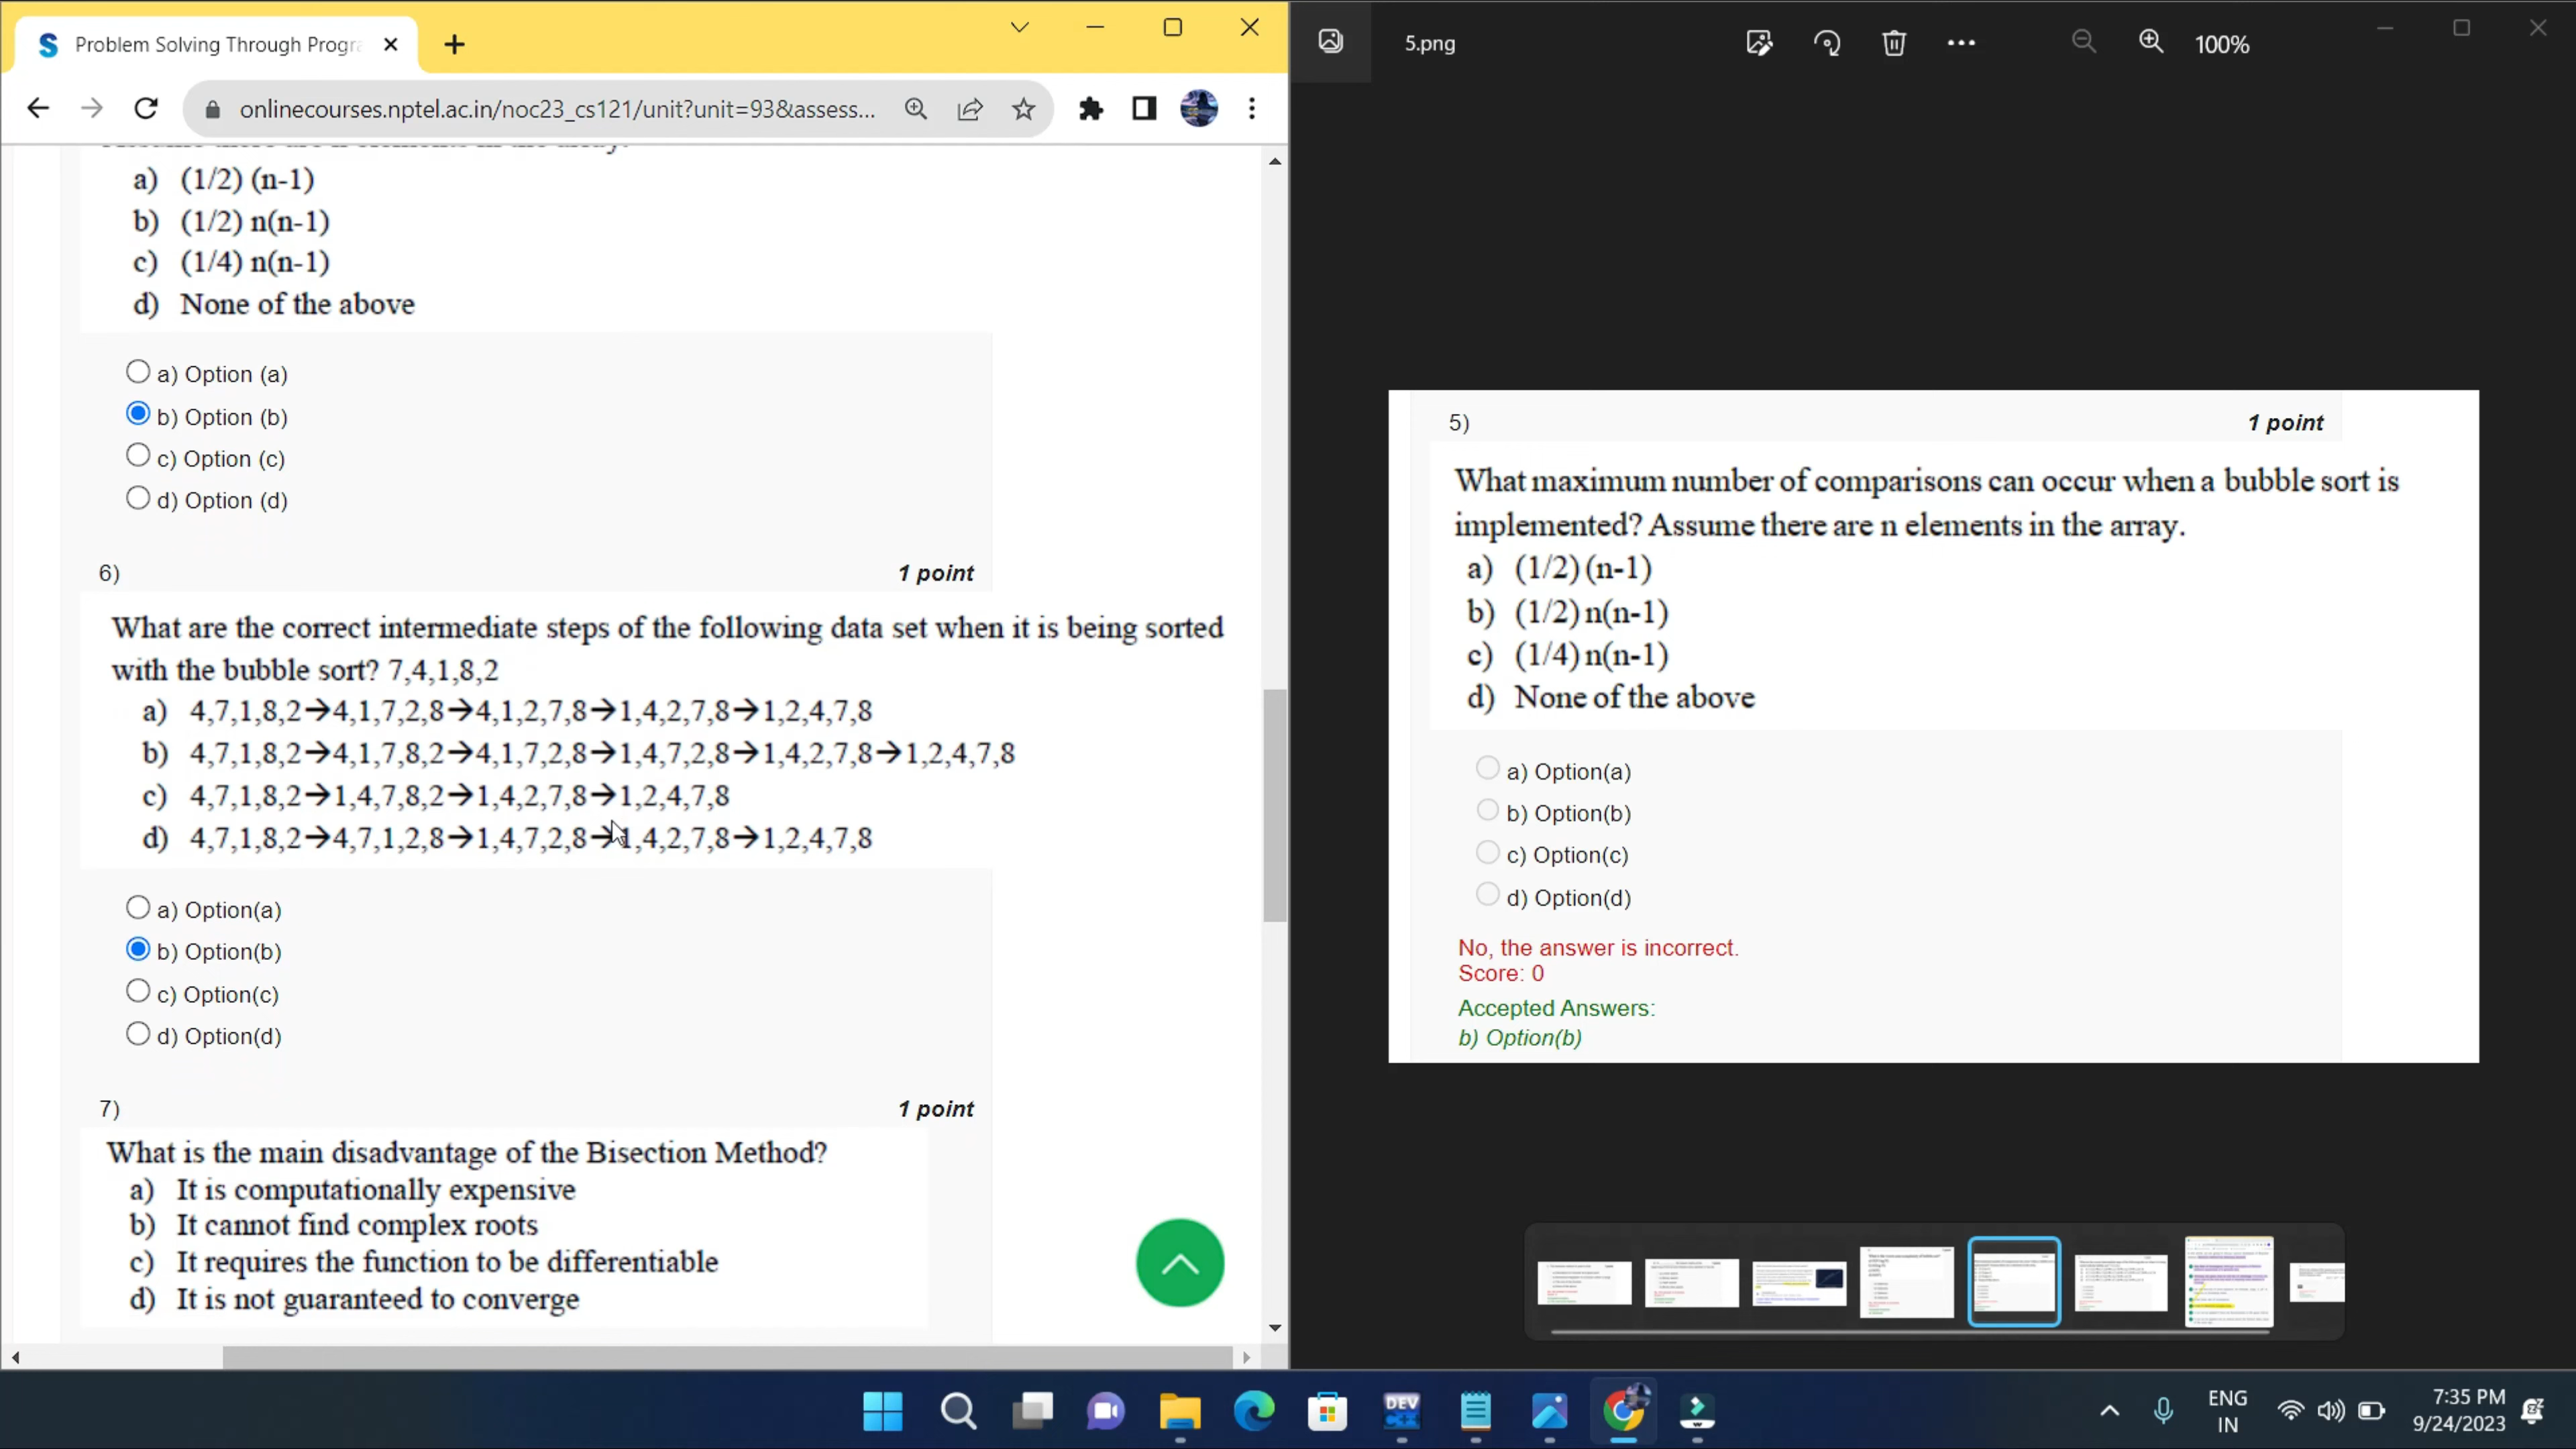 Problem Solving Through Progra
onlinecourses.nptel.ac.in/noc23_cs121/unit?unit=93&assess...
Assume there are n elements in the array.
a) (1/2) (n-1)
b) (1/2) n(n-1)
c) (1/4) n(n-1)
d) None of the above
a) Option (a)
b) Option (b)
c) Option (c)
d) Option (d)
6) 1 point
What are the correct intermediate steps of the following data set when it is being sorted
with the bubble sort? 7,4,1,8,2
a) 4,7,1,8,2→4,1,7,2,8→4,1,2,7,8→1,4,2,7,8→1,2,4,7,8
b) 4,7,1,8,2→4,1,7,8,2→4,1,7,2,8→1,4,7,2,8→1,4,2,7,8→1,2,4,7,8
c) 4,7,1,8,2→1,4,7,8,2→1,4,2,7,8→1,2,4,7,8
d) 4,7,1,8,2→4,7,1,2,8→1,4,7,2,8→1,4,2,7,8→1,2,4,7,8
a) Option(a)
b) Option(b)
c) Option(c)
d) Option(d)
7) 1 point
What is the main disadvantage of the Bisection Method?
a) It is computationally expensive
b) It cannot find complex roots
c) It requires the function to be differentiable
d) It is not guaranteed to converge
5.png
100%
5) 1 point
What maximum number of comparisons can occur when a bubble sort is
implemented? Assume there are n elements in the array.
a) (1/2) (n-1)
b) (1/2) n(n-1)
c) (1/4) n(n-1)
d) None of the above
a) Option(a)
b) Option(b)
c) Option(c)
d) Option(d)
No, the answer is incorrect.
Score: 0
Accepted Answers:
b) Option(b)
DEV
C++
ENG
IN
7:35 PM
9/24/2023